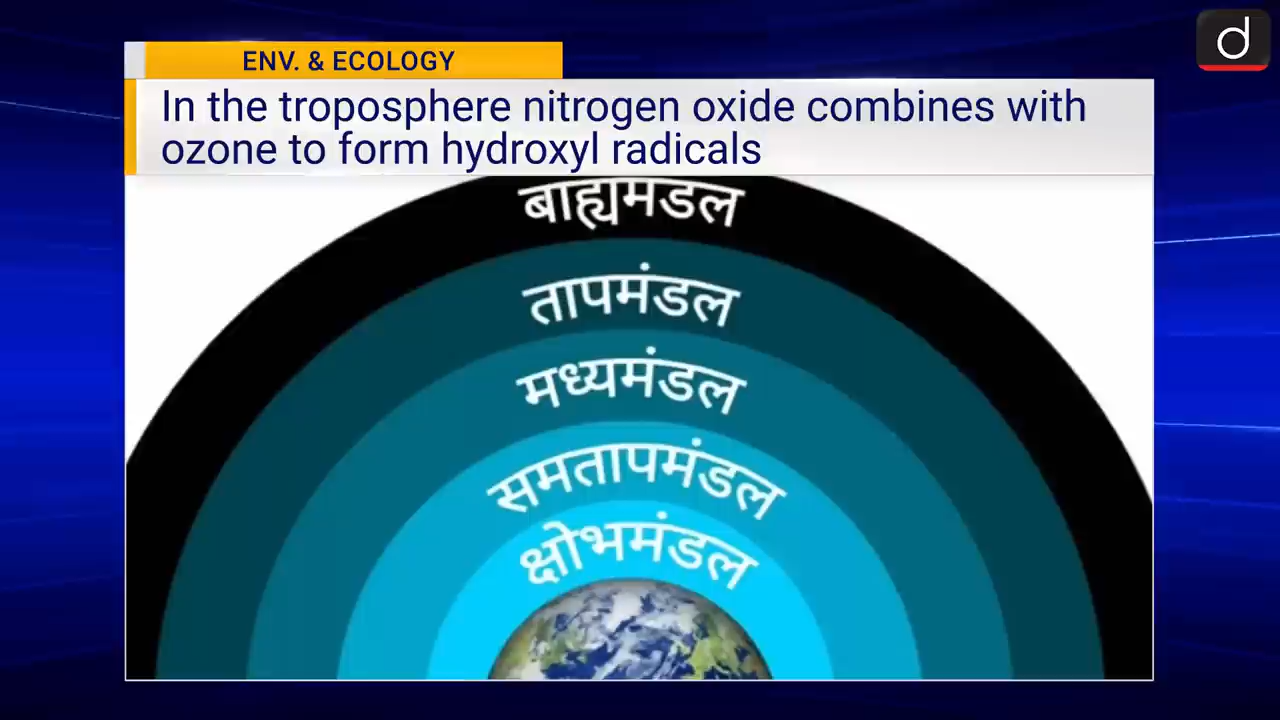 ENV. & ECOLOGY
d
In the troposphere nitrogen oxide combines with
ozone to form hydroxyl radicals
बाह्यमंडल
तापमंडल
मध्यमंडल
समतापमंडल
क्षोभमंडल